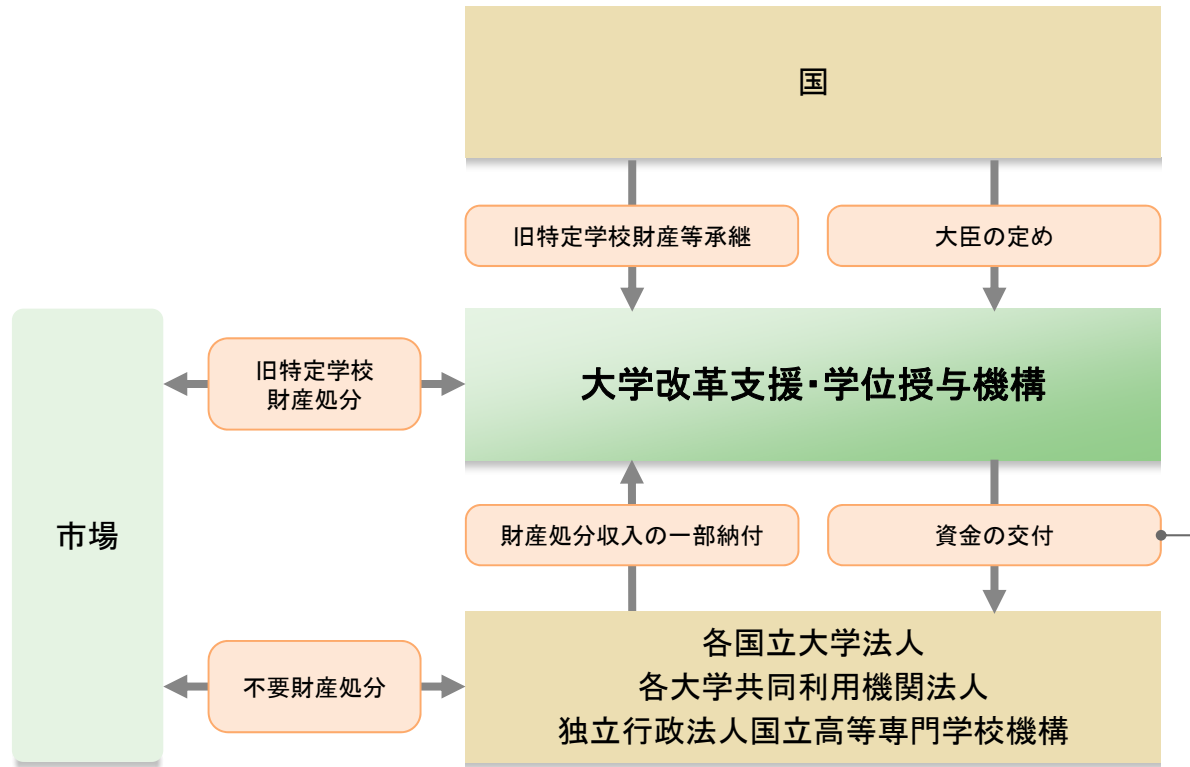 国
旧特定学校財産等承継
大臣の定め
旧特定学校
財産処分
大学改革支援・学位授与機構
市場
財産処分収入の一部納付
資金の交付
不要財産処分
各国立大学法人
各大学共同利用機関法人
独立行政法人国立高等専門学校機構